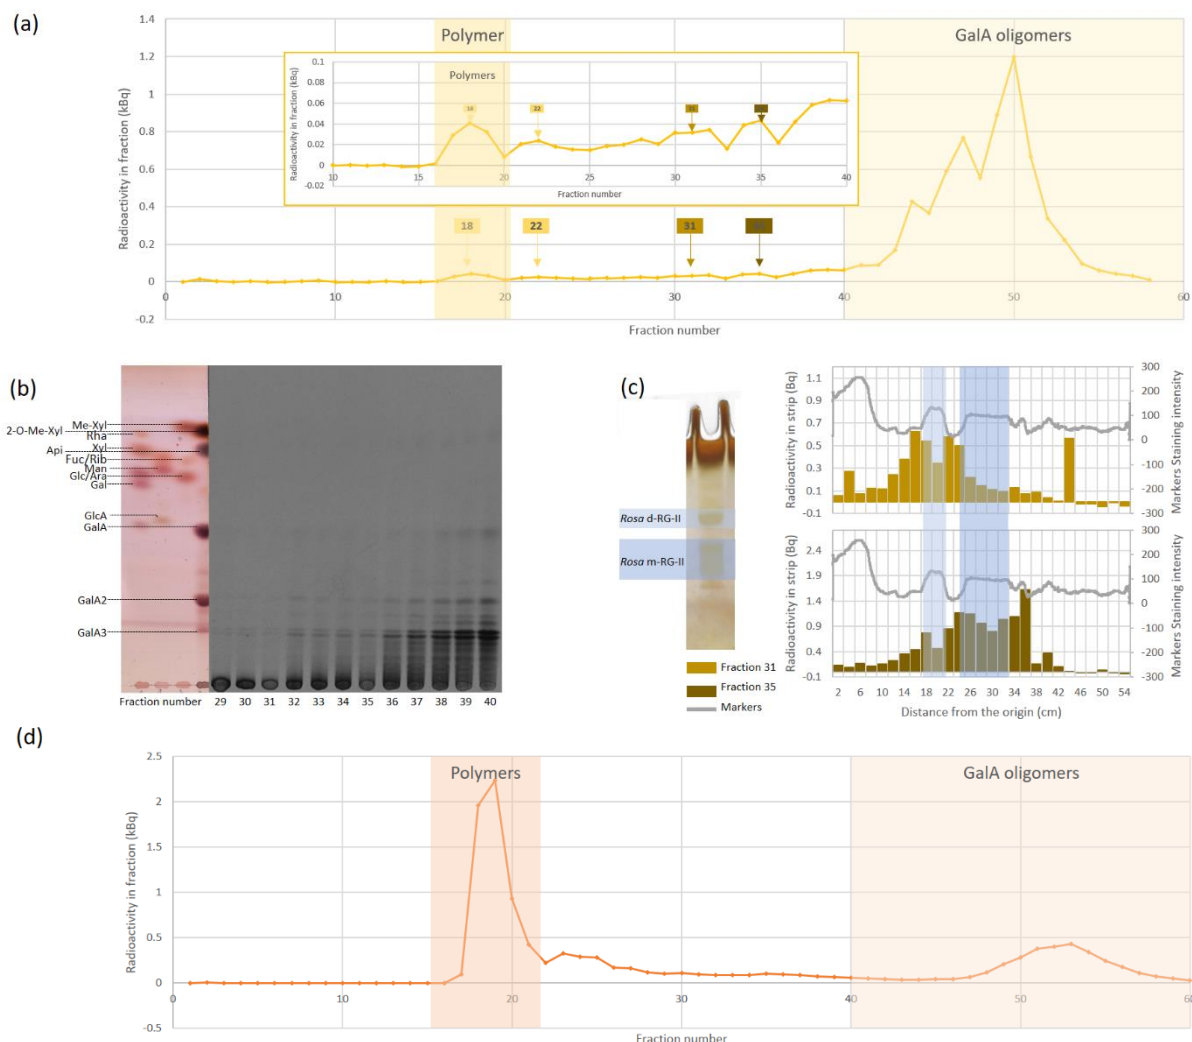 (a)
1.4
1.2
1
0.8
0.6
0.4
0.2
0
-0.2
Radioactivity in fraction (kBq)
Polymer
GalA oligomers
0.1
0.08
0.06
0.04
0.02
0
-0.02
Radioactivity in fraction (kBq)
Polymers
18
22
31
10
15
20
25
30
35
40
Fraction number
18
22
31
0
10
20
30
40
50
60
Fraction number
(b)
Me-Xyl
2-O-Me-Xyl
Rha
Xyl
Api
Fuc/Rib
Man
Glc/Ara
Gal
GlcA
GalA
GalA2
GalA3
Fraction number 29 30 31 32 33 34 35 36 37 38 39 40
(c)
Rosa d-RG-II
Rosa m-RG-II
Fraction 31
Fraction 35
Markers
Radioactivity in strip (Bq)
1.1
0.9
0.7
0.5
0.3
0.1
-0.1
300
200
100
0
-100
-200
-300
Markers Staining intensity
Radioactivity in strip (Bq)
2.4
1.9
1.4
0.9
0.4
-0.1
300
200
100
0
-100
-200
-300
Markers Staining intensity
2 6 10 14 18 22 26 30 34 38 42 46 50 54
Distance from the origin (cm)
(d)
2.5
2
1.5
1
0.5
0
-0.5
Radioactivity in fraction (kBq)
Polymers
GalA oligomers
0
10
20
30
40
50
60
Fraction number